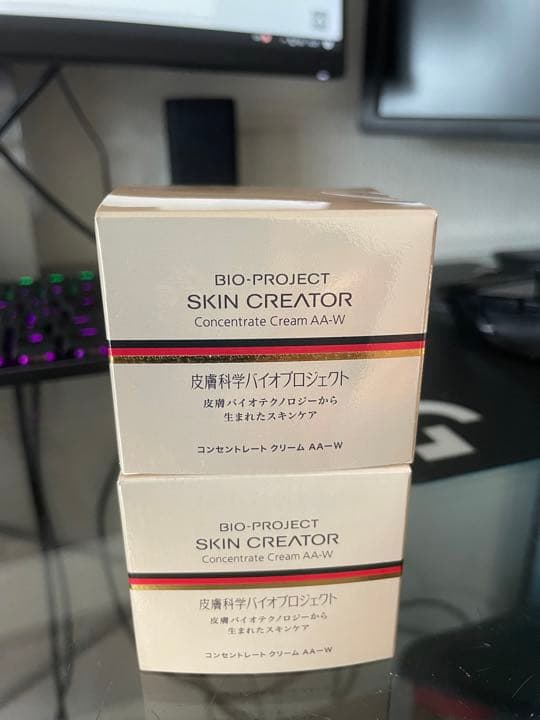 BIO-PROJECT
SKIN CREATOR
Concentrate Cream AA-W
皮膚科学バイオプロジェクト
皮膚バイオテクノロジーから
生まれたスキンケア
コンセントレート クリーム AA—W
BIO-PROJECT
SKIN CREATOR
Concentrate Cream AA-W
皮膚科学バイオプロジェクト
皮膚バイオテクノロジーから
生まれたスキンケア
コンセントレート クリーム AA—W
G